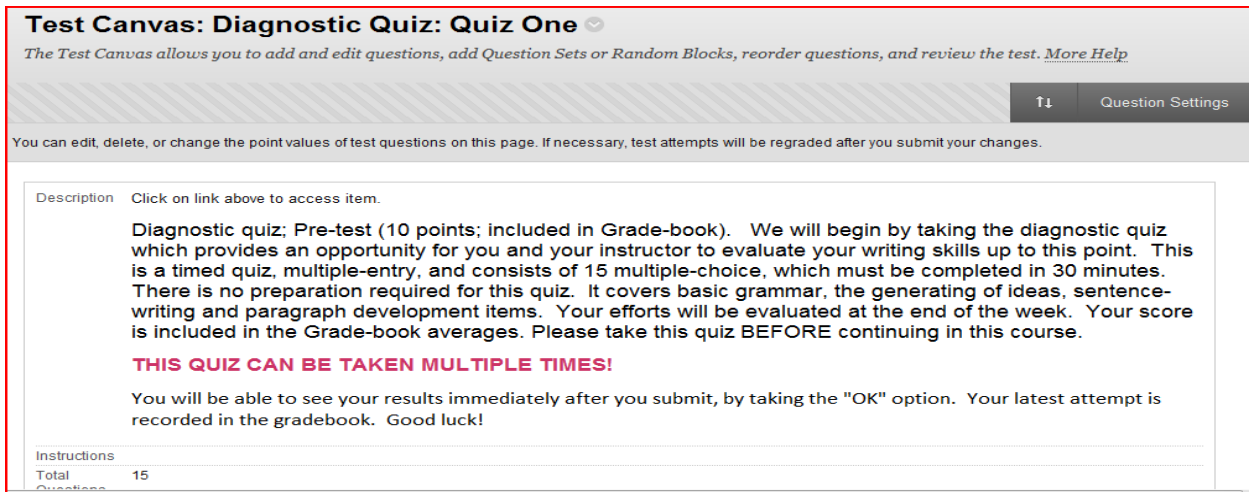 Test Canvas: Diagnostic Quiz: Quiz One
The Test Canvas allows you to add and edit questions, add Question Sets or Random Blocks, reorder questions, and review the test. More Help
↑↓ Question Settings
You can edit, delete, or change the point values of test questions on this page. If necessary, test attempts will be regraded after you submit your changes.
Description Click on link above to access item.
Diagnostic quiz; Pre-test (10 points; included in Grade-book). We will begin by taking the diagnostic quiz
which provides an opportunity for you and your instructor to evaluate your writing skills up to this point. This
is a timed quiz, multiple-entry, and consists of 15 multiple-choice, which must be completed in 30 minutes.
There is no preparation required for this quiz. It covers basic grammar, the generating of ideas, sentence-
writing and paragraph development items. Your efforts will be evaluated at the end of the week. Your score
is included in the Grade-book averages. Please take this quiz BEFORE continuing in this course.
THIS QUIZ CAN BE TAKEN MULTIPLE TIMES!
You will be able to see your results immediately after you submit, by taking the "OK" option. Your latest attempt is
recorded in the gradebook. Good luck!
Instructions
Total 15
Questions